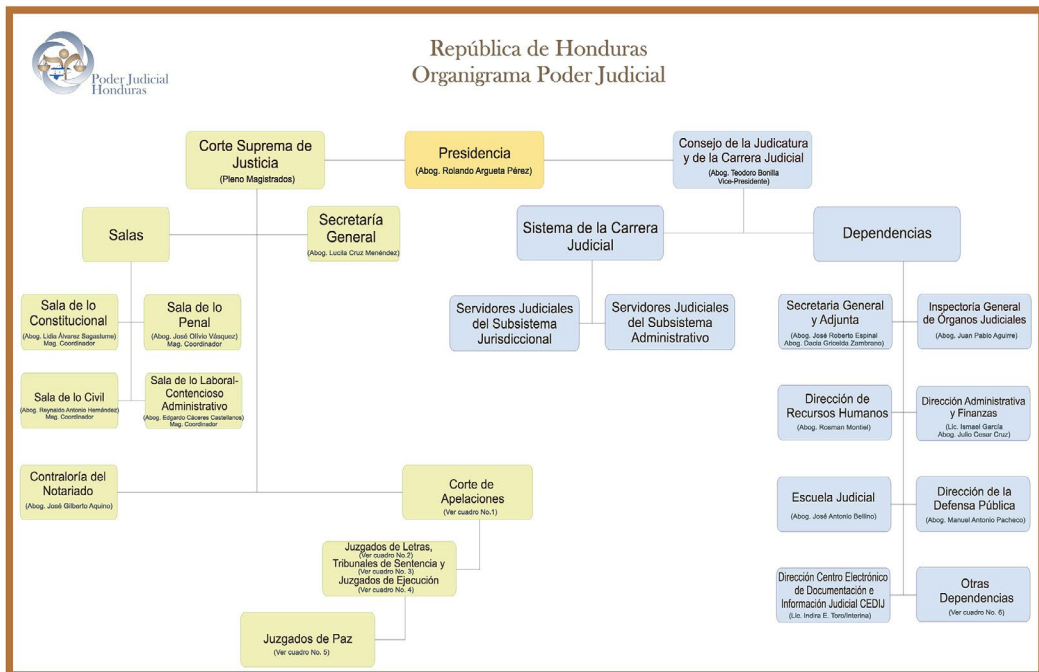 Poder Judicial
Honduras
República de Honduras
Organigrama Poder Judicial
Corte Suprema de
Justicia
(Pleno Magistrados)
Presidencia
(Abog. Rolando Argueta Pérez)
Consejo de la Judicatura
y de la Carrera Judicial
(Abog. Teodoro Bonilla
Vice-Presidente)
Salas
Secretaría
General
(Abog. Lucila Cruz Menéndez)
Sistema de la Carrera
Judicial
Dependencias
Sala de lo
Constitucional
(Abog. Lidia Álvarez Sagastume)
Mag. Coordinador
Sala de lo
Penal
(Abog. José Olivio Vásquez)
Mag. Coordinador
Servidores Judiciales
del Subsistema
Jurisdiccional
Servidores Judiciales
del Subsistema
Administrativo
Secretaria General
y Adjunta
(Abog. José Roberto Espinal
Abog. Dacia Gricelda Zambrano)
Inspectoría General
de Órganos Judiciales
(Abog. Juan Pablo Aguirre)
Sala de lo Civil
(Abog. Reynaldo Antonio Hernández)
Mag. Coordinador
Sala de lo Laboral-
Contencioso
Administrativo
(Abog. Edgardo Cáceres Castellanos)
Mag. Coordinador
Dirección de
Recursos Humanos
(Abog. Rosman Montiel)
Dirección Administrativa
y Finanzas
(Lic. Ismael García
Abog. Julio Cesar Cruz)
Contraloría del
Notariado
(Abog. José Gilberto Aquino)
Corte de
Apelaciones
(Ver cuadro No.1)
Escuela Judicial
(Abog. José Antonio Bellino)
Dirección de la
Defensa Pública
(Abog. Manuel Antonio Pacheco)
Juzgados de Letras,
(Ver cuadro No.2)
Tribunales de Sentencia y
(Ver cuadro No. 3)
Juzgados de Ejecución
(Ver cuadro No. 4)
Dirección Centro Electrónico
de Documentación e
Información Judicial CEDIJ
(Lic. Indira E. Toro/Interina)
Otras
Dependencias
(Ver cuadro No. 6)
Juzgados de Paz
(Ver cuadro No. 5)